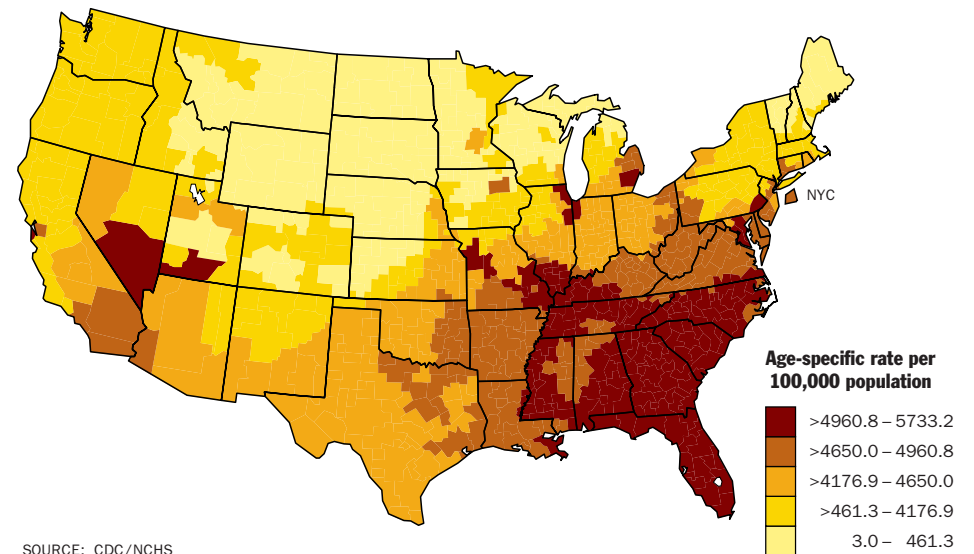 NYC
Age-specific rate per
100,000 population
>4960.8 – 5733.2
>4650.0 – 4960.8
>4176.9 – 4650.0
>461.3 – 4176.9
3.0 – 461.3
SOURCE: CDC/NCHS